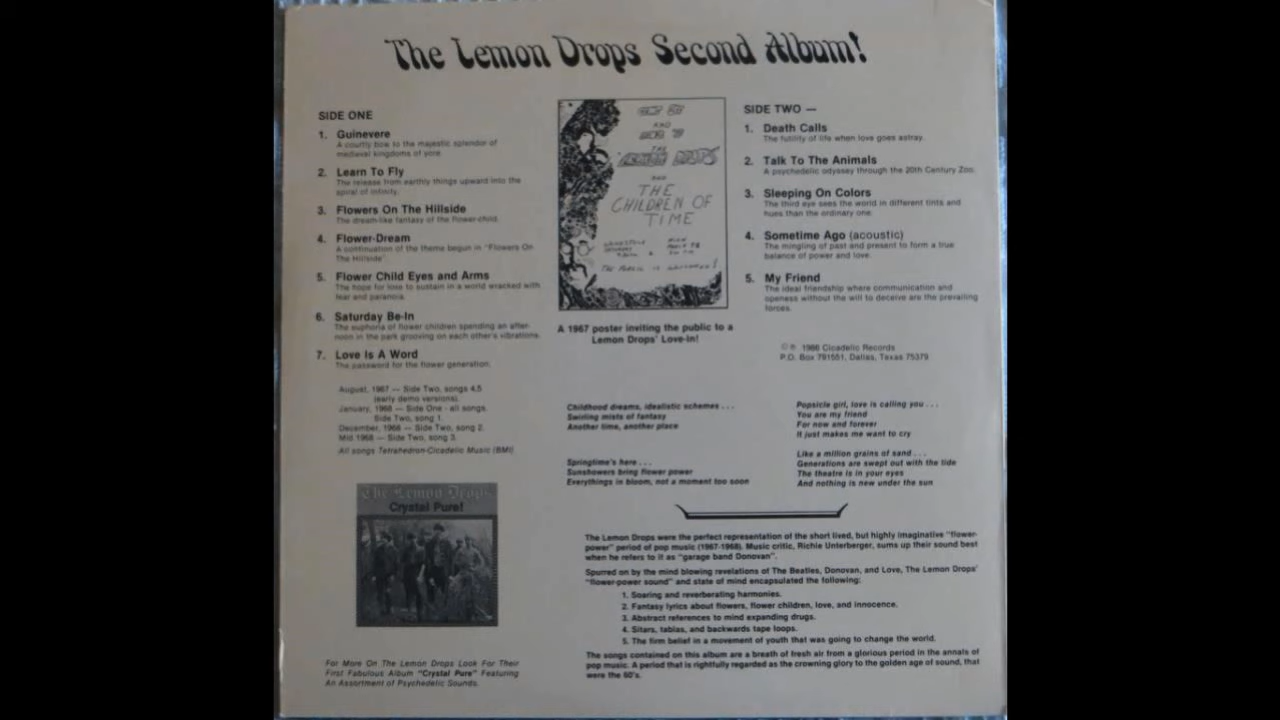 The Lemon Drops Second Album!
SIDE ONE
1. Guinevere
A courtly bow to the majestic splendor of
medieval kingdoms of yore.
2. Learn To Fly
The release from earthly things upward into the
spiral of infinity.
3. Flowers On The Hillside
The dream-like fantasy of the flower-child.
4. Flower-Dream
A continuation of the theme begun in "Flowers On
The Hillside".
5. Flower Child Eyes and Arms
The hope for love to sustain in a world wracked with
fear and paranoia.
6. Saturday Be-In
The euphoria of flower children spending an after-
noon in the park grooving on each other's vibrations.
7. Love Is A Word
The password for the flower generation.
August, 1967 — Side Two, songs 4,5
(early demo versions).
January, 1968 — Side One - all songs.
Side Two, song 1.
December, 1968 — Side Two, song 2.
Mid 1968 — Side Two, song 3.
All songs Tetrahedron-Cicadelic Music (BMI)
The Lemon Drops
Crystal Pure!
For More On The Lemon Drops Look For Their
First Fabulous Album "Crystal Pure" Featuring
An Assortment of Psychedelic Sounds.
AND
THE
LEMON DROPS
AND
THE
CHILDREN OF
TIME
THE PUBLIC IS
A 1967 poster inviting the public to a
Lemon Drops' Love-In!
SIDE TWO —
1. Death Calls
The futility of life when love goes astray.
2. Talk To The Animals
A psychedelic odyssey through the 20th Century Zoo.
3. Sleeping On Colors
The third eye sees the world in different tints and
hues than the ordinary one.
4. Sometime Ago (acoustic)
The mingling of past and present to form a true
balance of power and love.
5. My Friend
The ideal friendship where communication and
openess without the will to deceive are the prevailing
forces.
©℗ 1986 Cicadelic Records
P.O. Box 791551, Dallas, Texas 75379
Childhood dreams, idealistic schemes . . .
Swirling mists of fantasy
Another time, another place
Springtime's here . . .
Sunshowers bring flower power
Everythings in bloom, not a moment too soon
Popsicle girl, love is calling you . . .
You are my friend
For now and forever
It just makes me want to cry
Like a million grains of sand . . .
Generations are swept out with the tide
The theatre is in your eyes
And nothing is new under the sun
The Lemon Drops were the perfect representation of the short lived, but highly imaginative "flower-
power" period of pop music (1967-1968). Music critic, Richie Unterberger, sums up their sound best
when he refers to it as "garage band Donovan".
Spurred on by the mind blowing revelations of The Beatles, Donovan, and Love, The Lemon Drops'
"flower-power sound" and state of mind encapsulated the following:
1. Soaring and reverberating harmonies.
2. Fantasy lyrics about flowers, flower children, love, and innocence.
3. Abstract references to mind expanding drugs.
4. Sitars, tablas, and backwards tape loops.
5. The firm belief in a movement of youth that was going to change the world.
The songs contained on this album are a breath of fresh air from a glorious period in the annals of
pop music. A period that is rightfully regarded as the crowning glory to the golden age of sound, that
were the 60's.